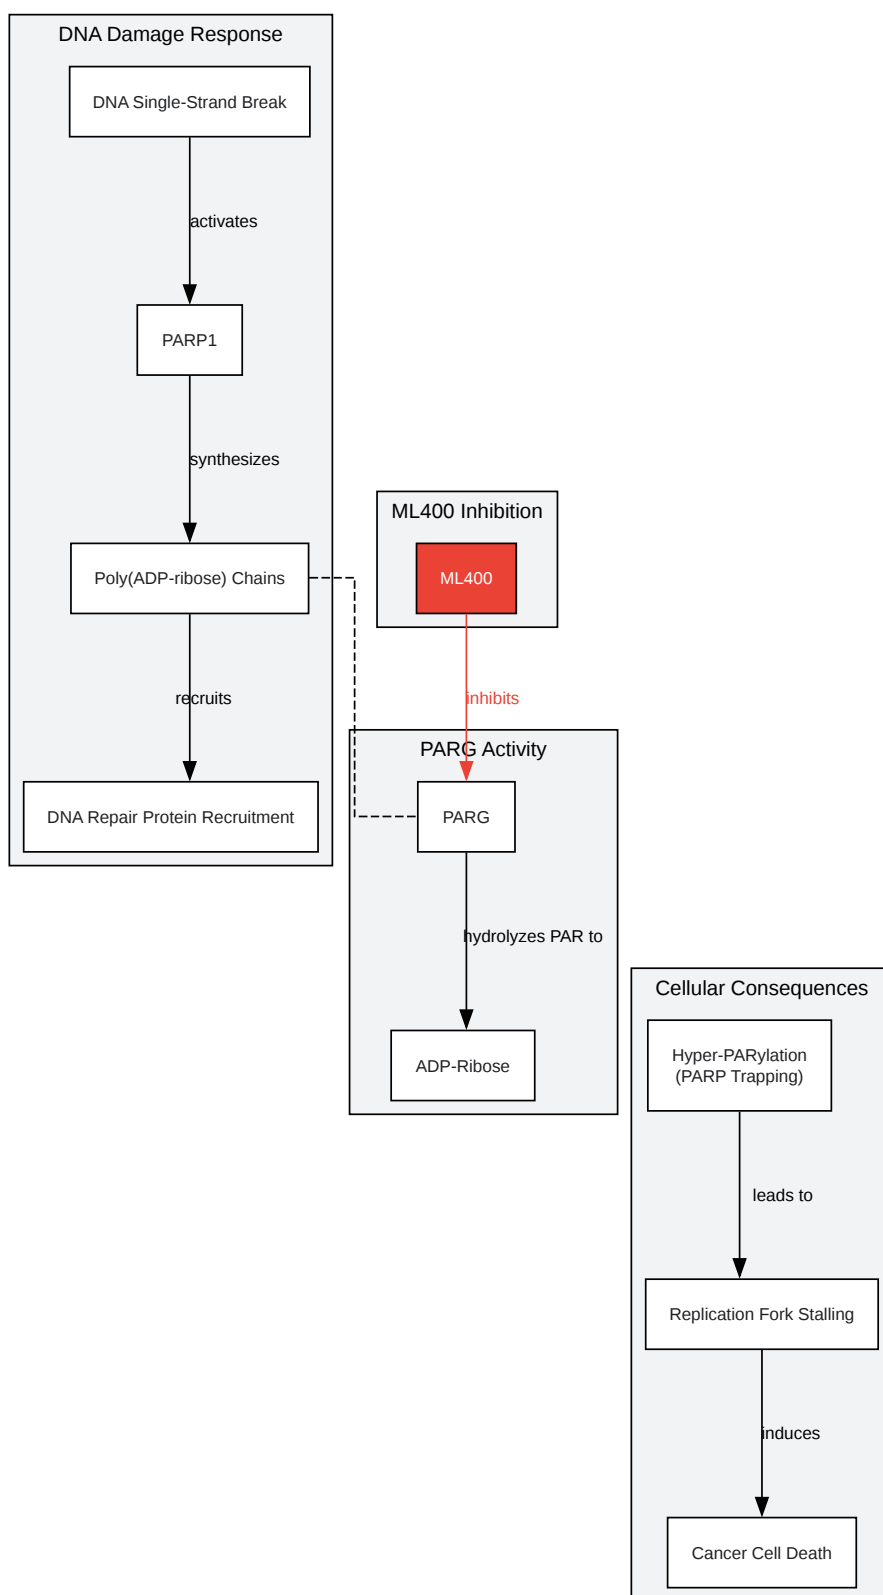 DNA Damage Response
DNA Single-Strand Break
activates
PARP1
synthesizes
Poly(ADP-ribose) Chains
recruits
DNA Repair Protein Recruitment
ML400 Inhibition
ML400
inhibits
PARG Activity
PARG
hydrolyzes PAR to
ADP-Ribose
Cellular Consequences
Hyper-PARylation
(PARP Trapping)
leads to
Replication Fork Stalling
induces
Cancer Cell Death